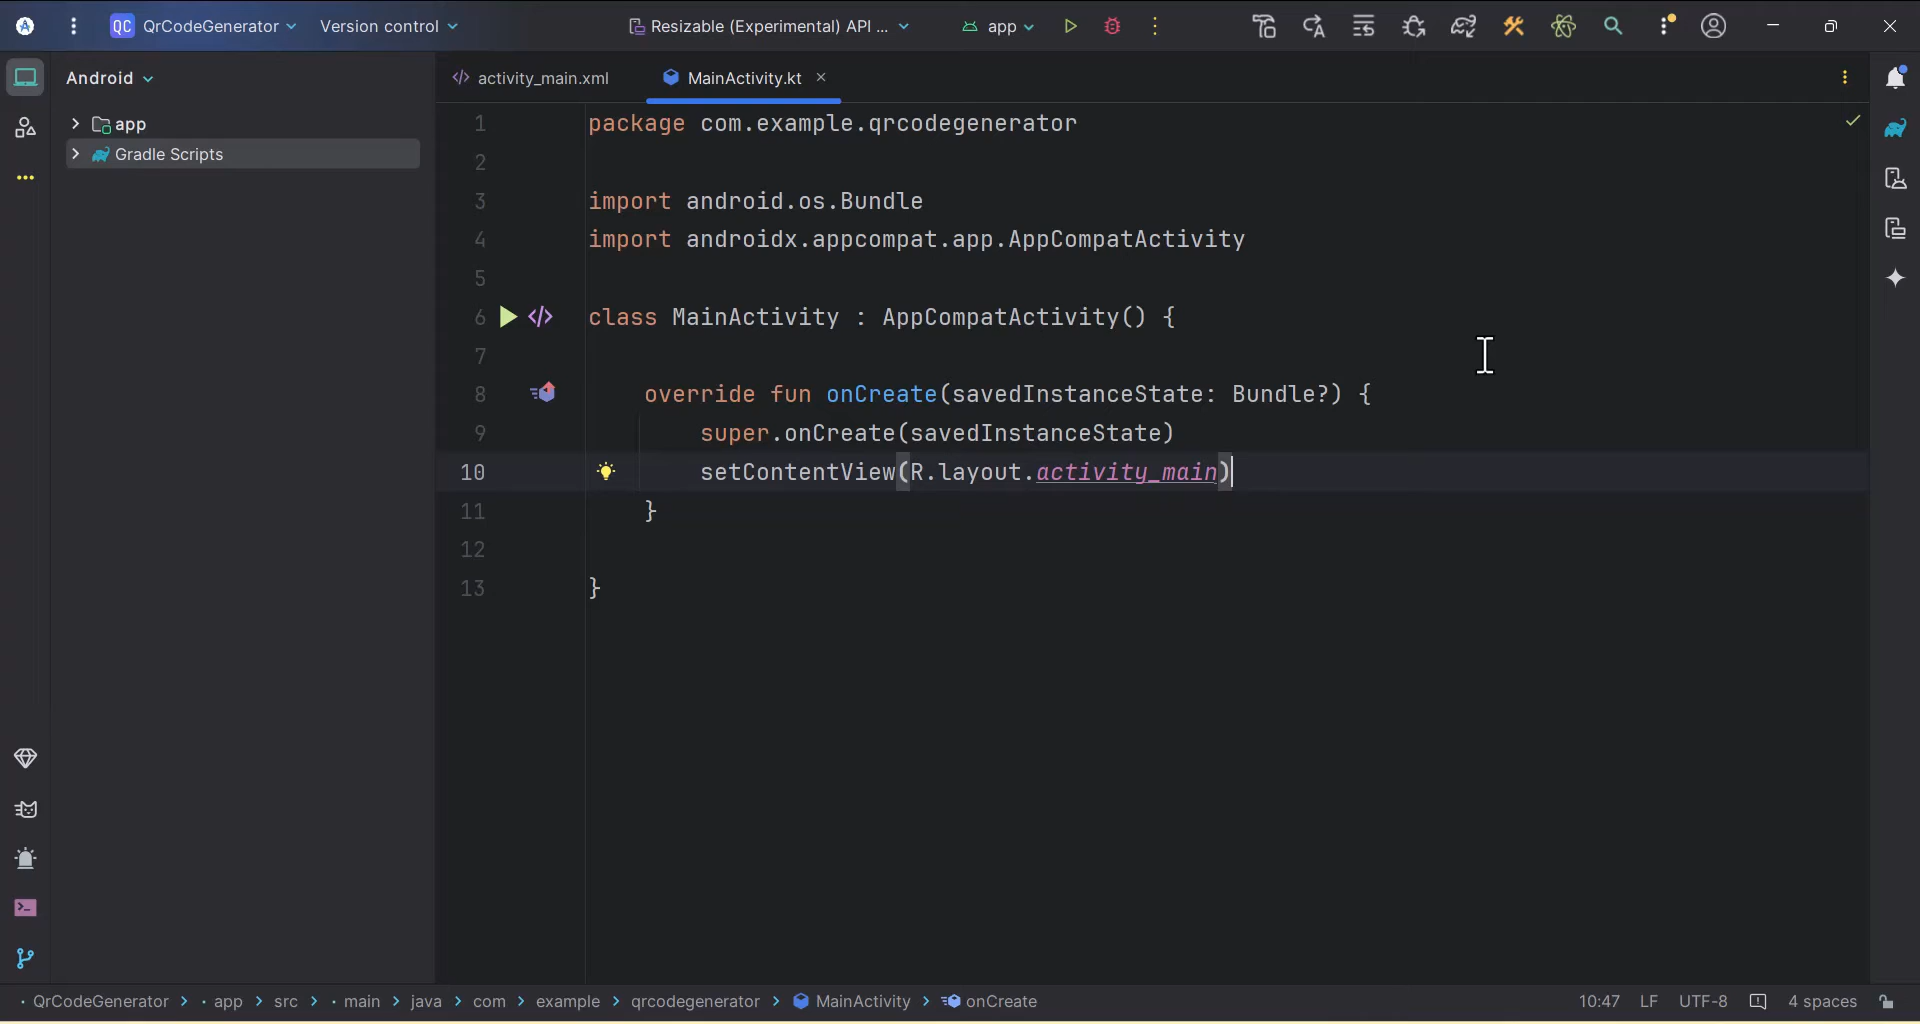 QC QrCodeGenerator Version control Resizable (Experimental) API ... app
Android
activity_main.xml MainActivity.kt
app
Gradle Scripts
1 package com.example.qrcodegenerator
2
3 import android.os.Bundle
4 import androidx.appcompat.app.AppCompatActivity
5
6 class MainActivity : AppCompatActivity() {
7
8 override fun onCreate(savedInstanceState: Bundle?) {
9 super.onCreate(savedInstanceState)
10 setContentView(R.layout.activity_main)
11 }
12
13 }
QrCodeGenerator > app > src > main > java > com > example > qrcodegenerator > MainActivity > onCreate 10:47 LF UTF-8 4 spaces